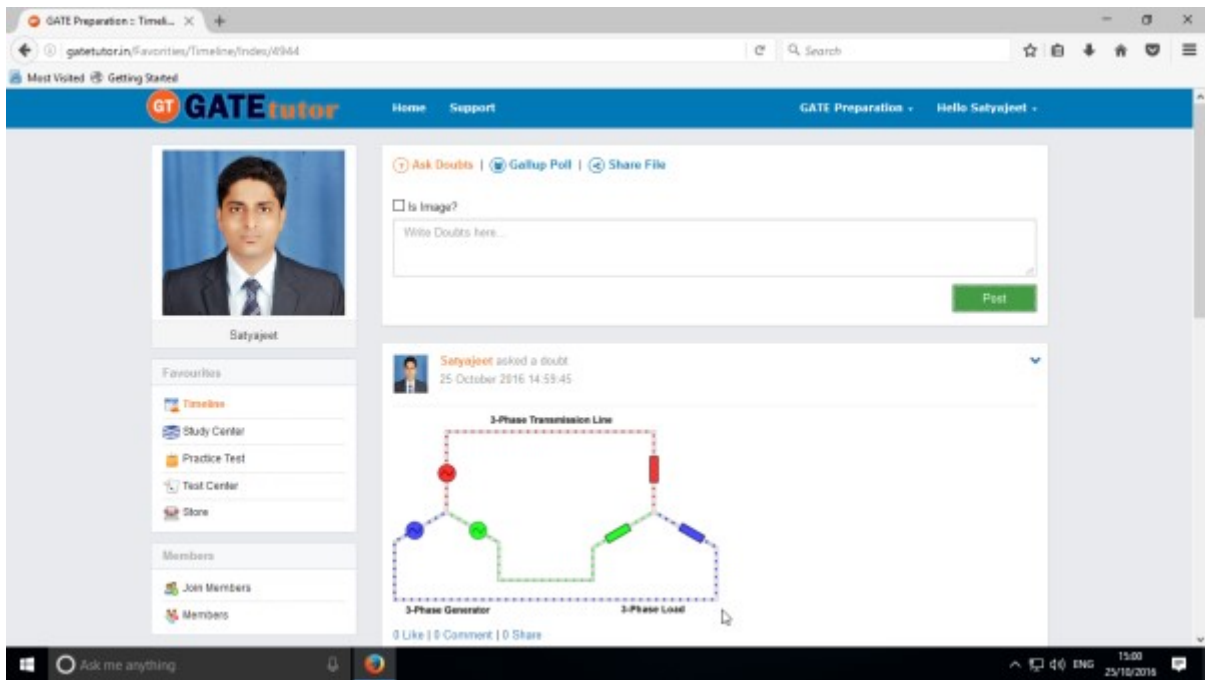 GATE Preparation :: Timeli...
gatetutor.in/Favorities/Timeline/Index/4944
Search
Most Visited Getting Started
GT GATEtutor Home Support GATE Preparation Hello Satyajeet
Ask Doubts | Gallup Poll | Share File
Is Image?
Write Doubts here...
Post
Satyajeet
Favourites
Timeline
Study Center
Practice Test
Test Center
Store
Members
Join Members
Members
Satyajeet asked a doubt
25 October 2016 14:59:45
3-Phase Transmission Line
3-Phase Generator 3-Phase Load
0 Like | 0 Comment | 0 Share
Ask me anything
ENG
15:00
25/10/2016